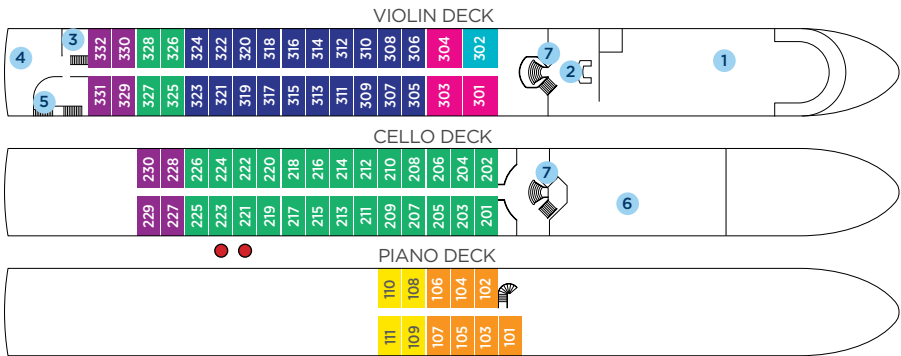 VIOLIN DECK
3
4
332 330 328 326 324 322 320 318 316 314 312 310 308 306 304 302
7
2
1
5
331 329 327 325 323 321 319 317 315 313 311 309 307 305 303 301
CELLO DECK
230 228 226 224 222 220 218 216 214 212 210 208 206 204 202
7
6
229 227 225 223 221 219 217 215 213 211 209 207 205 203 201
PIANO DECK
110 108 106 104 102
111 109 107 105 103 101